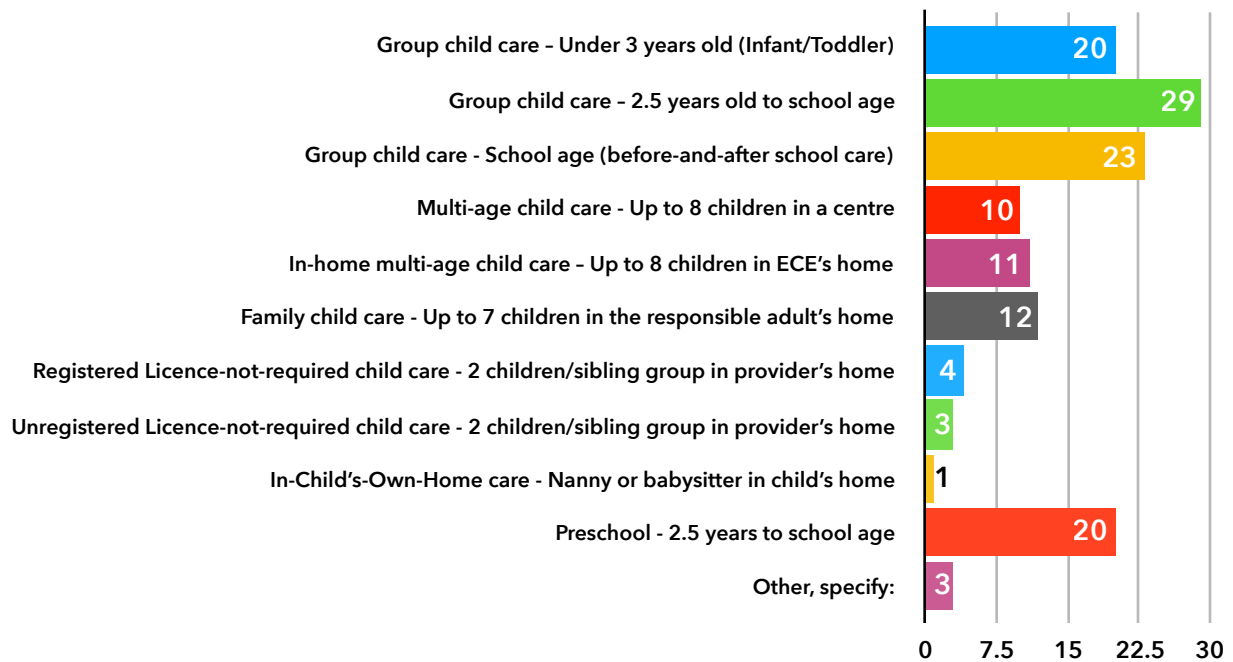 Group child care – Under 3 years old (Infant/Toddler) 20
Group child care – 2.5 years old to school age 29
Group child care - School age (before-and-after school care) 23
Multi-age child care - Up to 8 children in a centre 10
In-home multi-age child care – Up to 8 children in ECE’s home 11
Family child care - Up to 7 children in the responsible adult’s home 12
Registered Licence-not-required child care - 2 children/sibling group in provider’s home 4
Unregistered Licence-not-required child care - 2 children/sibling group in provider’s home 3
In-Child’s-Own-Home care - Nanny or babysitter in child’s home 1
Preschool - 2.5 years to school age 20
Other, specify: 3
0 7.5 15 22.5 30